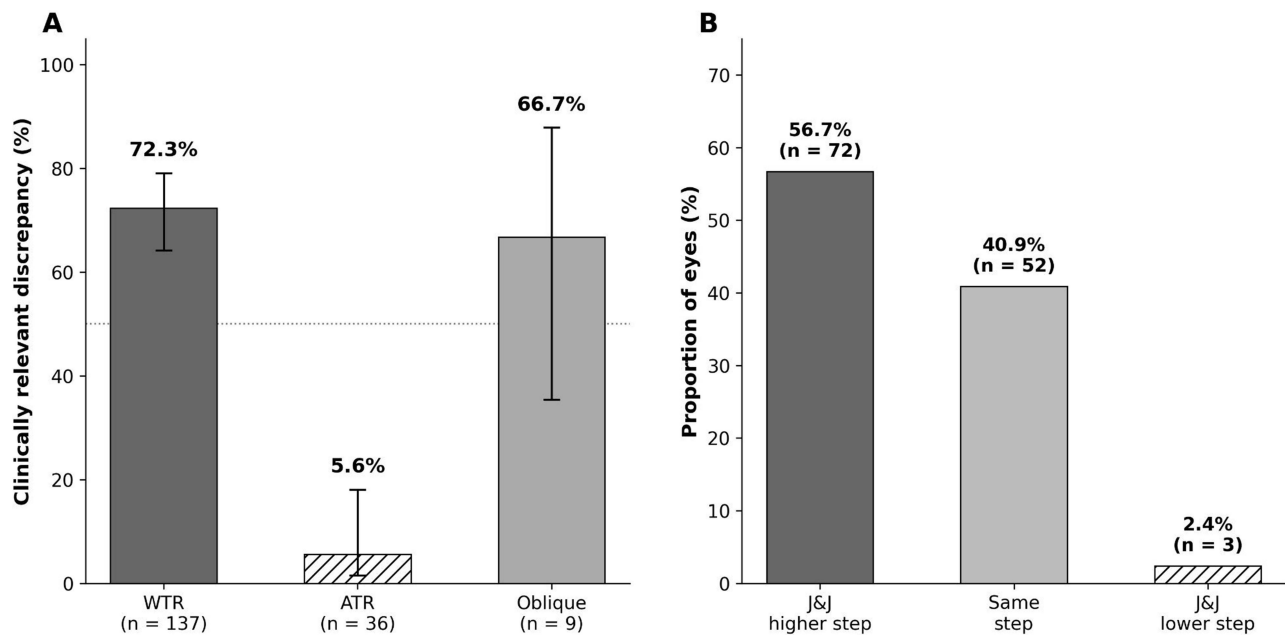 A
Clinically relevant discrepancy (%)
100
80
60
40
20
0
72.3%
5.6%
66.7%
WTR
(n = 137)
ATR
(n = 36)
Oblique
(n = 9)
B
Proportion of eyes (%)
70
60
50
40
30
20
10
0
56.7%
(n = 72)
40.9%
(n = 52)
2.4%
(n = 3)
J&J
higher step
Same
step
J&J
lower step